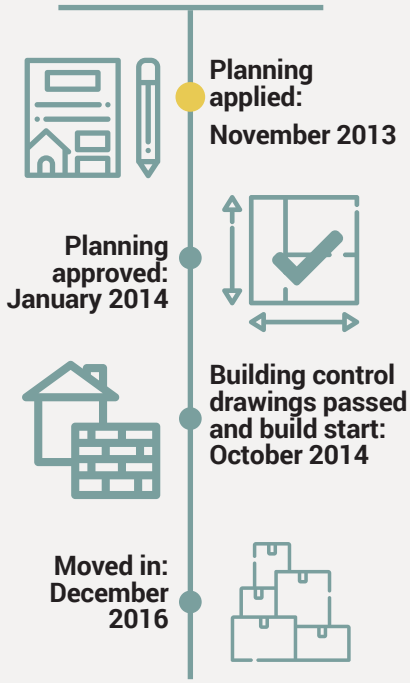 Planning
applied:
November 2013
Planning
approved:
January 2014
Building control
drawings passed
and build start:
October 2014
Moved in:
December
2016